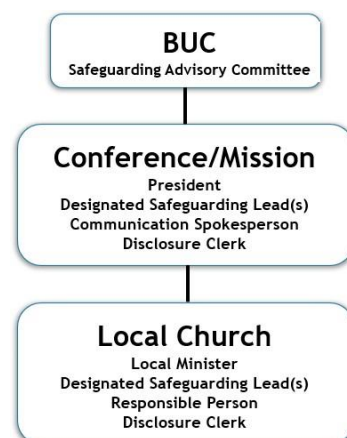 BUC
Safeguarding Advisory Committee
Conference/Mission
President
Designated Safeguarding Lead(s)
Communication Spokesperson
Disclosure Clerk
Local Church
Local Minister
Designated Safeguarding Lead(s)
Responsible Person
Disclosure Clerk